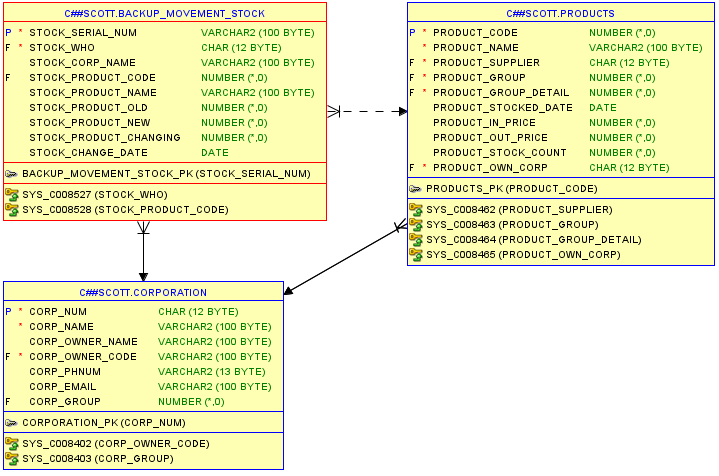 C##SCOTT.BACKUP_MOVEMENT_STOCK
P * STOCK_SERIAL_NUM VARCHAR2 (100 BYTE)
F * STOCK_WHO CHAR (12 BYTE)
STOCK_CORP_NAME VARCHAR2 (100 BYTE)
F STOCK_PRODUCT_CODE NUMBER (*,0)
STOCK_PRODUCT_NAME VARCHAR2 (100 BYTE)
STOCK_PRODUCT_OLD NUMBER (*,0)
STOCK_PRODUCT_NEW NUMBER (*,0)
STOCK_PRODUCT_CHANGING NUMBER (*,0)
STOCK_CHANGE_DATE DATE
BACKUP_MOVEMENT_STOCK_PK (STOCK_SERIAL_NUM)
SYS_C008527 (STOCK_WHO)
SYS_C008528 (STOCK_PRODUCT_CODE)
C##SCOTT.PRODUCTS
P * PRODUCT_CODE NUMBER (*,0)
* PRODUCT_NAME VARCHAR2 (100 BYTE)
F * PRODUCT_SUPPLIER CHAR (12 BYTE)
F * PRODUCT_GROUP NUMBER (*,0)
F * PRODUCT_GROUP_DETAIL NUMBER (*,0)
PRODUCT_STOCKED_DATE DATE
PRODUCT_IN_PRICE NUMBER (*,0)
PRODUCT_OUT_PRICE NUMBER (*,0)
PRODUCT_STOCK_COUNT NUMBER (*,0)
F * PRODUCT_OWN_CORP CHAR (12 BYTE)
PRODUCTS_PK (PRODUCT_CODE)
SYS_C008462 (PRODUCT_SUPPLIER)
SYS_C008463 (PRODUCT_GROUP)
SYS_C008464 (PRODUCT_GROUP_DETAIL)
SYS_C008465 (PRODUCT_OWN_CORP)
C##SCOTT.CORPORATION
P * CORP_NUM CHAR (12 BYTE)
* CORP_NAME VARCHAR2 (100 BYTE)
CORP_OWNER_NAME VARCHAR2 (100 BYTE)
F * CORP_OWNER_CODE VARCHAR2 (100 BYTE)
CORP_PHNUM VARCHAR2 (13 BYTE)
CORP_EMAIL VARCHAR2 (100 BYTE)
F CORP_GROUP NUMBER (*,0)
CORPORATION_PK (CORP_NUM)
SYS_C008402 (CORP_OWNER_CODE)
SYS_C008403 (CORP_GROUP)